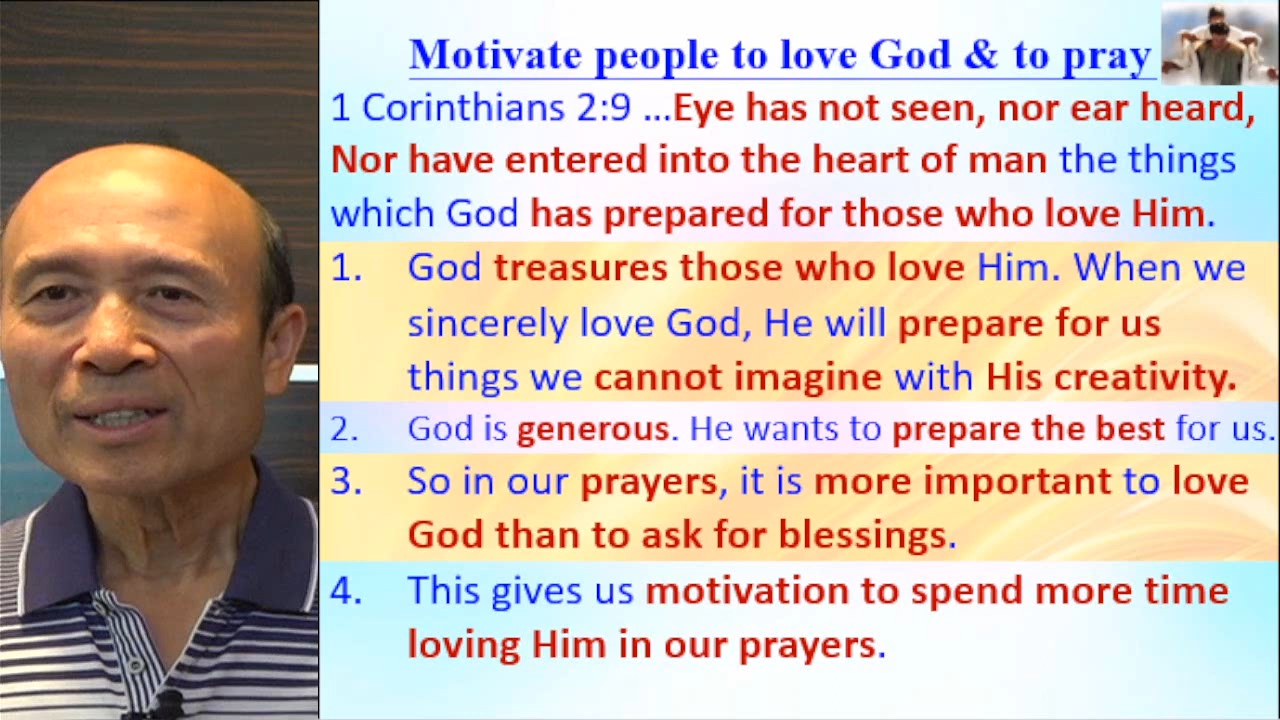 Motivate people to love God & to pray
1 Corinthians 2:9 ...Eye has not seen, nor ear heard,
Nor have entered into the heart of man the things
which God has prepared for those who love Him.
1. God treasures those who love Him. When we
sincerely love God, He will prepare for us
things we cannot imagine with His creativity.
2. God is generous. He wants to prepare the best for us.
3. So in our prayers, it is more important to love
God than to ask for blessings.
4. This gives us motivation to spend more time
loving Him in our prayers.